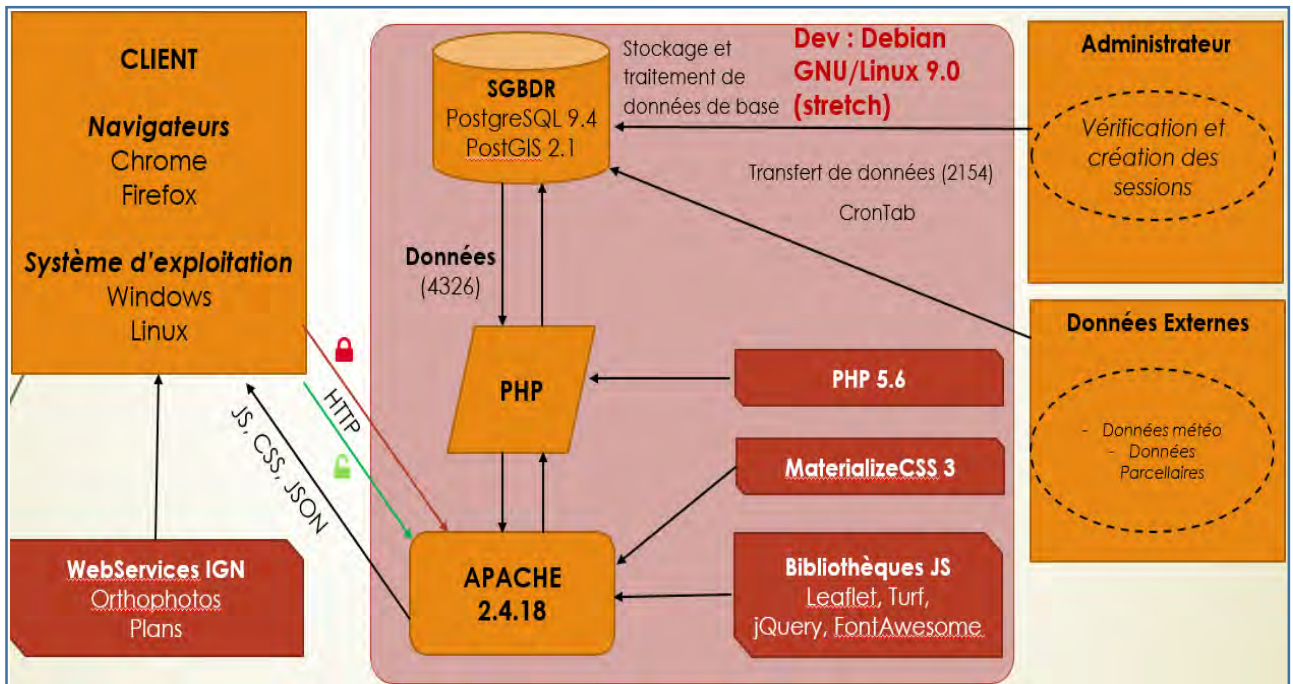 CLIENT
Navigateurs
Chrome
Firefox
Système d'exploitation
Windows
Linux
WebServices IGN
Orthophotos
Plans
HTTP
JS, CSS, JSON
SGBDR
PostgreSQL 9.4
PostGIS 2.1
Stockage et
traitement de
données de base
Dev : Debian
GNU/Linux 9.0
(stretch)
Transfert de données (2154)
CronTab
Données
(4326)
PHP
PHP 5.6
MaterializeCSS 3
APACHE
2.4.18
Bibliothèques JS
Leaflet, Turf,
jQuery, FontAwesome
Administrateur
Vérification et
création des
sessions
Données Externes
- Données météo
- Données
Parcellaires